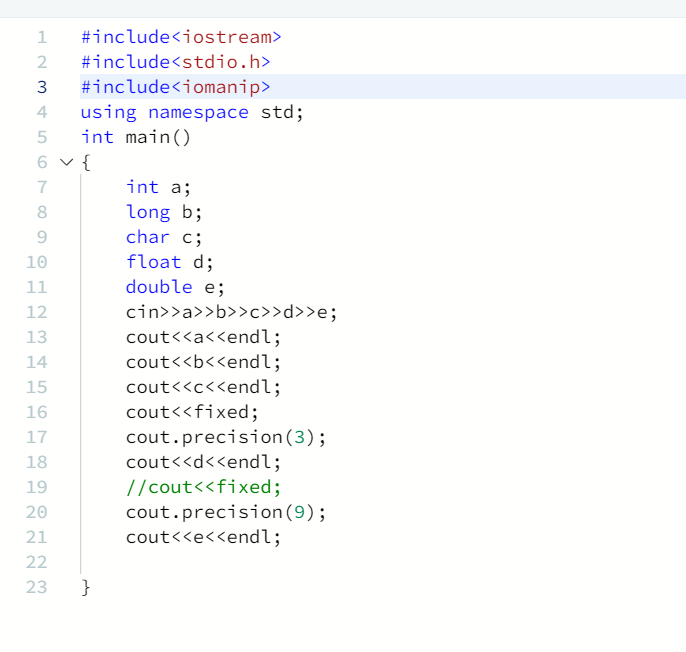 1 #include<iostream>
2 #include<stdio.h>
3 #include<iomanip>
4 using namespace std;
5 int main()
6 {
7 int a;
8 long b;
9 char c;
10 float d;
11 double e;
12 cin>>a>>b>>c>>d>>e;
13 cout<<a<<endl;
14 cout<<b<<endl;
15 cout<<c<<endl;
16 cout<<fixed;
17 cout.precision(3);
18 cout<<d<<endl;
19 //cout<<fixed;
20 cout.precision(9);
21 cout<<e<<endl;
22
23 }